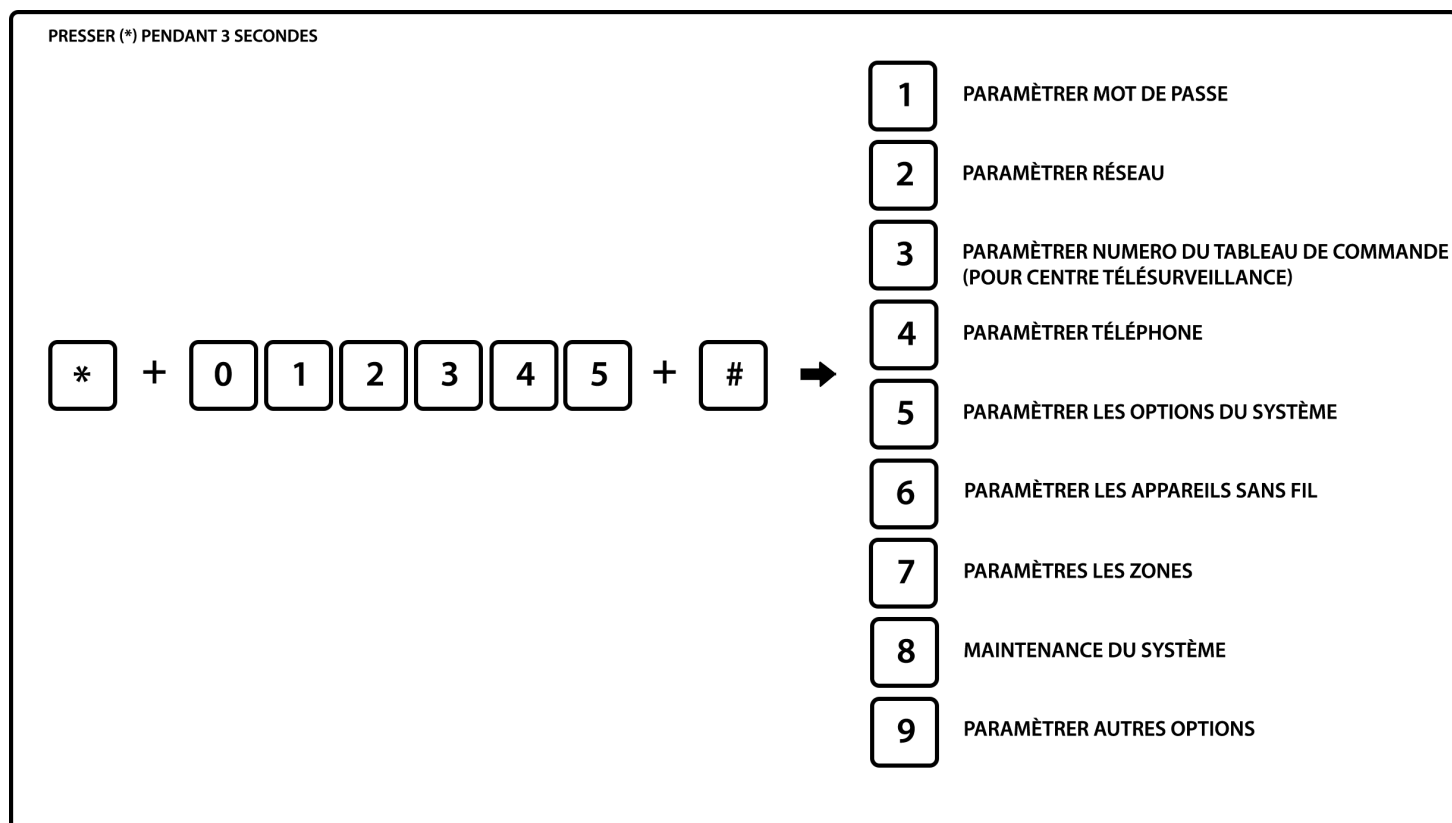 PRESSER (*) PENDANT 3 SECONDES
1 PARAMÈTRER MOT DE PASSE
2 PARAMÈTRER RÉSEAU
3 PARAMÈTRER NUMERO DU TABLEAU DE COMMANDE
(POUR CENTRE TÉLÉSURVEILLANCE)
4 PARAMÈTRER TÉLÉPHONE
* + 0 1 2 3 4 5 + #
5 PARAMÈTRER LES OPTIONS DU SYSTÈME
6 PARAMÈTRER LES APPAREILS SANS FIL
7 PARAMÈTRES LES ZONES
8 MAINTENANCE DU SYSTÈME
9 PARAMÈTRER AUTRES OPTIONS